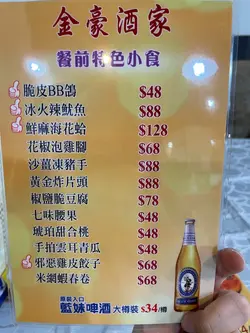 金豪酒家
餐前特色小食
脆皮BB鴿 $48
冰火辣魷魚 $88
鮮麻海花蛤 $128
花椒泡雞腳 $68
沙薑凍豬手 $88
黃金炸片頭 $88
椒鹽脆豆腐 $78
七味腰果 $48
琥珀甜合桃 $48
手拍雲耳青瓜 $48
邪惡雞皮餃子 $68
米網蝦春卷 $68
原裝入口
藍妹啤酒 大樽裝 $34/樽